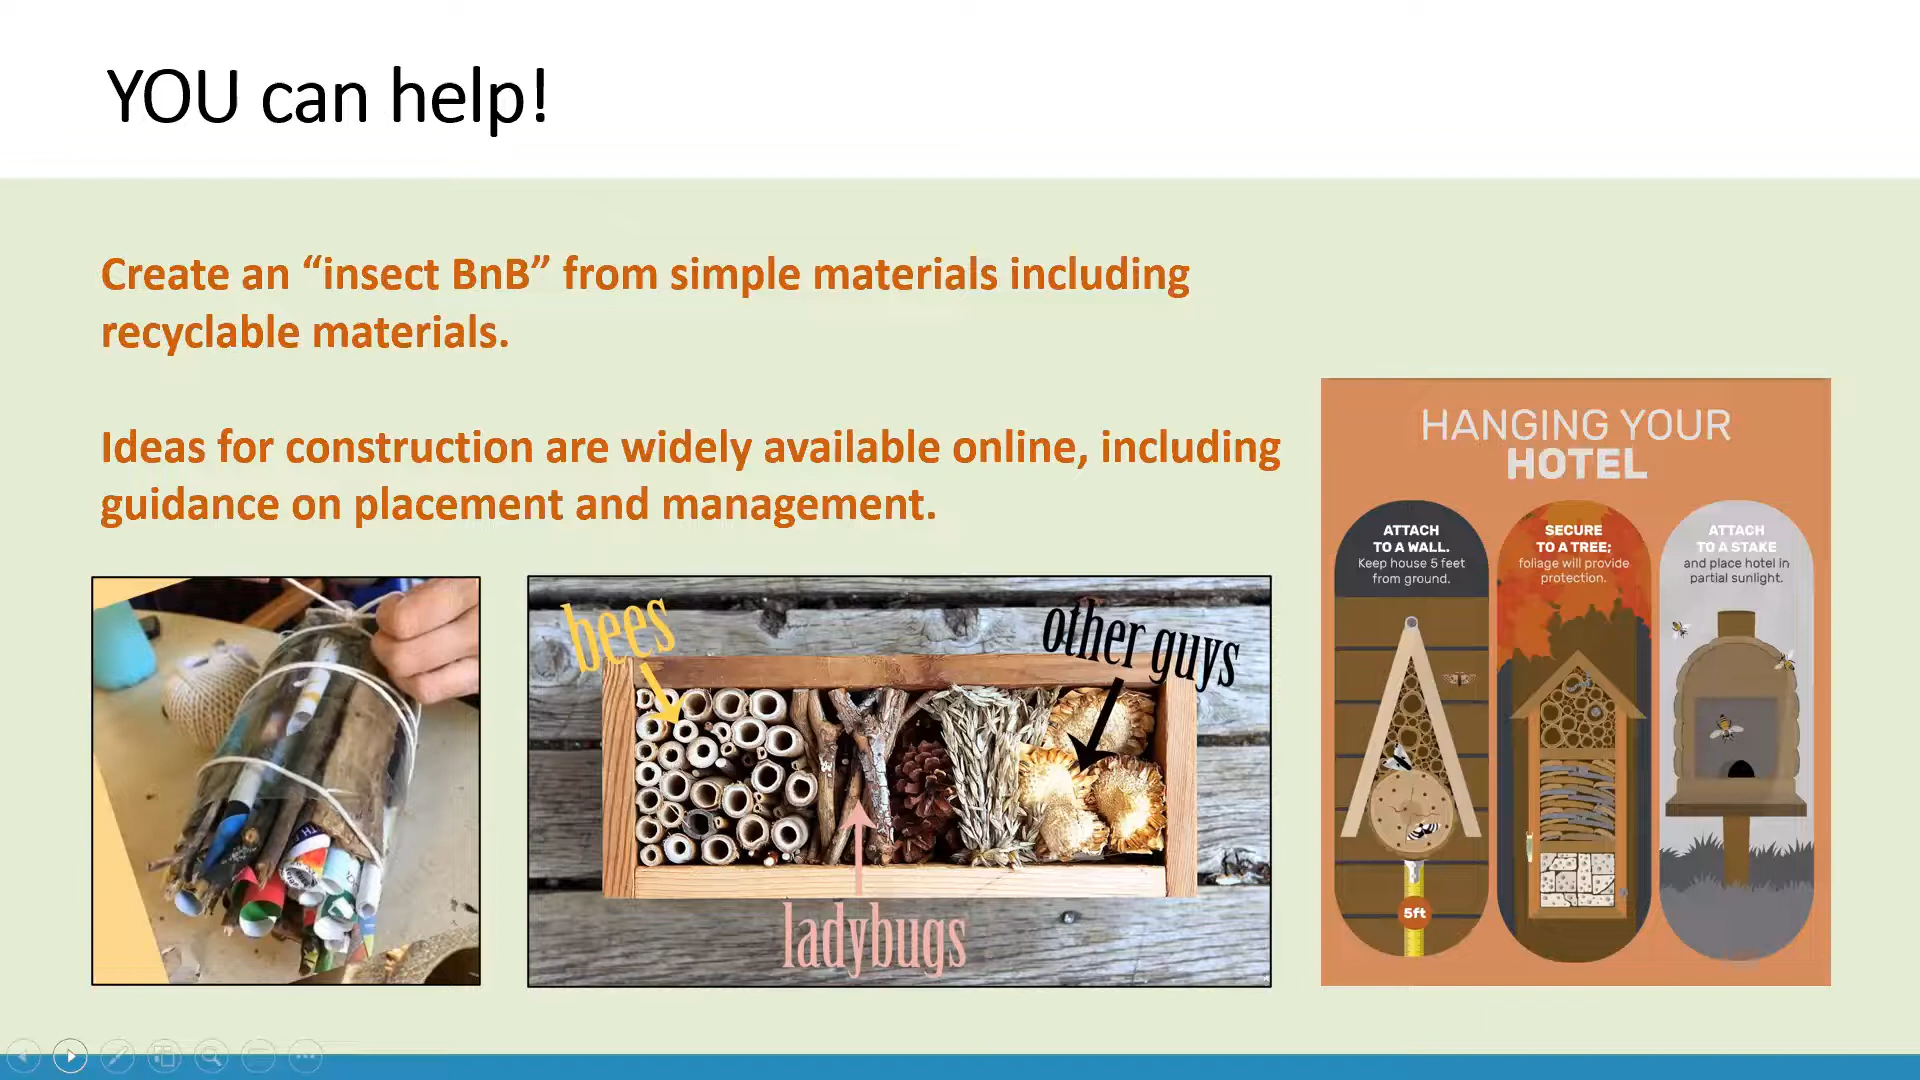 YOU can help!
Create an “insect BnB” from simple materials including
recyclable materials.
Ideas for construction are widely available online, including
guidance on placement and management.
bees
other guys
ladybugs
HANGING YOUR
HOTEL
ATTACH
TO A WALL.
Keep house 5 feet
from ground.
SECURE
TO A TREE;
foliage will provide
protection.
ATTACH
TO A STAKE
and place hotel in
partial sunlight.
5ft